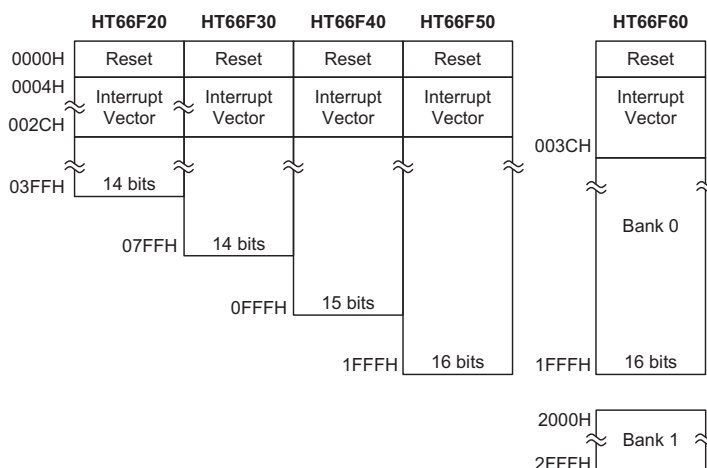 HT66F20 HT66F30 HT66F40 HT66F50 HT66F60
0000H Reset Reset Reset Reset Reset
0004H
Interrupt Vector Interrupt Vector Interrupt Vector Interrupt Vector Interrupt Vector
002CH
003CH
03FFH 14 bits
Bank 0
07FFH 14 bits
0FFFH 15 bits
1FFFH 16 bits 1FFFH 16 bits
2000H
Bank 1
2FFFH